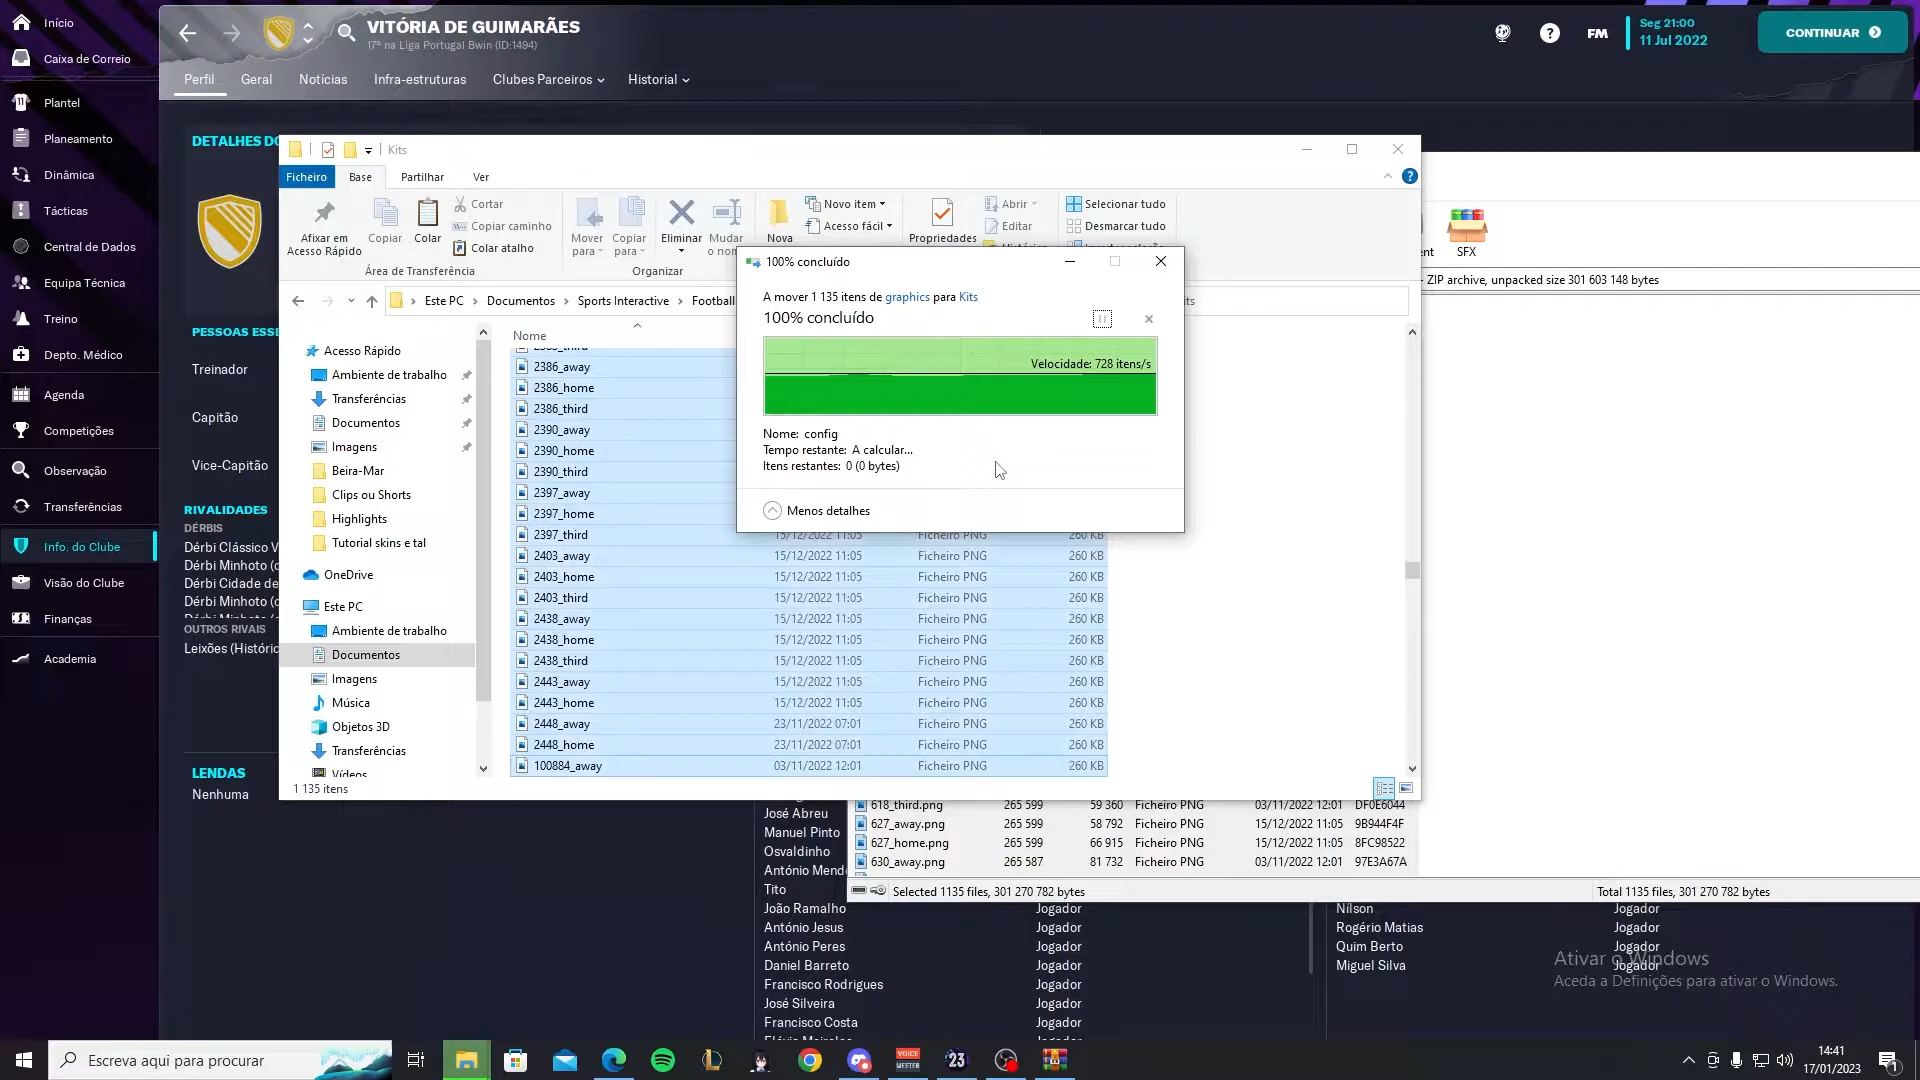 Início
Caixa de Correio
Plantel
Planeamento
Dinâmica
Tácticas
Central de Dados
Equipa Técnica
Treino
Depto. Médico
Agenda
Competições
Observação
Transferências
Info. do Clube
Visão do Clube
Finanças
Academia
VITÓRIA DE GUIMARÃES
17º na Liga Portugal Bwin (ID:1494)
FM
Seg 21:00
11 Jul 2022
CONTINUAR
Perfil
Geral
Notícias
Infra-estruturas
Clubes Parceiros
Historial
DETALHES DO
PESSOAS ESSE
Treinador
Capitão
Vice-Capitão
RIVALIDADES
DÉRBIS
Dérbi Clássico V
Dérbi Minhoto (c
Dérbi Cidade de
Dérbi Minhoto (c
OUTROS RIVAIS
Leixões (Históric
LENDAS
Nenhuma
Kits
Ficheiro
Base
Partilhar
Ver
Afixar em
Acesso Rápido
Copiar
Colar
Cortar
Copiar caminho
Colar atalho
Área de Transferência
Mover
para
Copiar
para
Eliminar
Mudar
o nom
Organizar
Nova
Novo item
Acesso fácil
Propriedades
Abrir
Editar
Selecionar tudo
Desmarcar tudo
Este PC
Documentos
Sports Interactive
Football
Kits
Acesso Rápido
Ambiente de trabalho
Transferências
Documentos
Imagens
Beira-Mar
Clips ou Shorts
Highlights
Tutorial skins e tal
OneDrive
Este PC
Ambiente de trabalho
Documentos
Imagens
Música
Objetos 3D
Transferências
Vídeos
Nome
2386_away
2386_home
2386_third
2390_away
2390_home
2390_third
2397_away
2397_home
2397_third 15/12/2022 11:05 Ficheiro PNG 260 KB
2403_away 15/12/2022 11:05 Ficheiro PNG 260 KB
2403_home 15/12/2022 11:05 Ficheiro PNG 260 KB
2403_third 15/12/2022 11:05 Ficheiro PNG 260 KB
2438_away 15/12/2022 11:05 Ficheiro PNG 260 KB
2438_home 15/12/2022 11:05 Ficheiro PNG 260 KB
2438_third 15/12/2022 11:05 Ficheiro PNG 260 KB
2443_away 15/12/2022 11:05 Ficheiro PNG 260 KB
2443_home 15/12/2022 11:05 Ficheiro PNG 260 KB
2448_away 23/11/2022 07:01 Ficheiro PNG 260 KB
2448_home 23/11/2022 07:01 Ficheiro PNG 260 KB
100884_away 03/11/2022 12:01 Ficheiro PNG 260 KB
1 135 itens
100% concluído
A mover 1 135 itens de graphics para Kits
100% concluído
Velocidade: 728 itens/s
Nome: config
Tempo restante: A calcular...
Itens restantes: 0 (0 bytes)
Menos detalhes
SFX
- ZIP archive, unpacked size 301 603 148 bytes
618_third.png 265 599 59 360 Ficheiro PNG 03/11/2022 12:01 DF0E6044
627_away.png 265 599 58 792 Ficheiro PNG 15/12/2022 11:05 9B944F4F
627_home.png 265 599 66 915 Ficheiro PNG 15/12/2022 11:05 8FC98522
630_away.png 265 587 81 732 Ficheiro PNG 03/11/2022 12:01 97E3A67A
Selected 1135 files, 301 270 782 bytes
Total 1135 files, 301 270 782 bytes
José Abreu
Manuel Pinto
Osvaldinho
António Mende
Tito
João Ramalho Jogador
António Jesus Jogador
António Peres Jogador
Daniel Barreto Jogador
Francisco Rodrigues Jogador
José Silveira Jogador
Francisco Costa Jogador
Nílson Jogador
Rogério Matias Jogador
Quim Berto Jogador
Miguel Silva Jogador
Ativar o Windows
Aceda a Definições para ativar o Windows.
Escreva aqui para procurar
VOICE
MEETER
23
14:41
17/01/2023
1